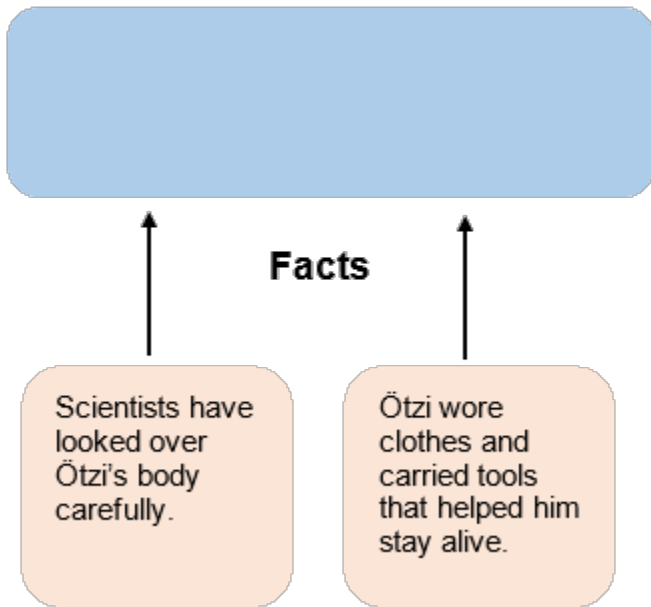 Facts
Scientists have
looked over
Ötzi's body
carefully.
Ötzi wore
clothes and
carried tools
that helped him
stay alive.